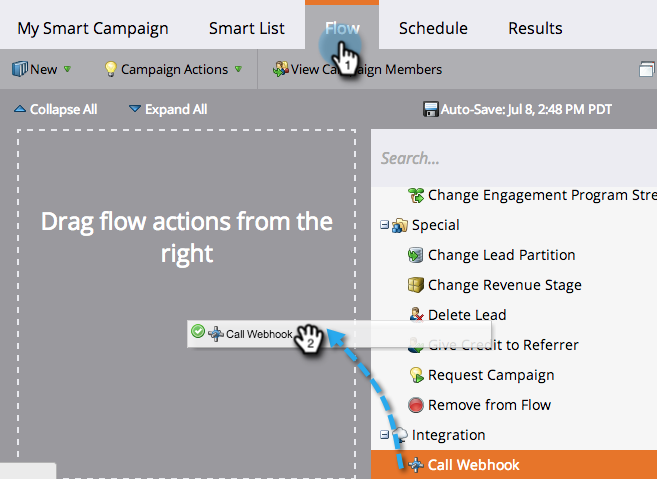 My Smart Campaign Smart List Flow Schedule Results
New Campaign Actions View Campaign Members
Collapse All Expand All Auto-Save: Jul 8, 2:48 PM PDT
Search...
Drag flow actions from the
right
Change Engagement Program Stre
Special
Change Lead Partition
Change Revenue Stage
Delete Lead
Call Webhook
Give Credit to Referrer
Request Campaign
Remove from Flow
Integration
Call Webhook
1
2